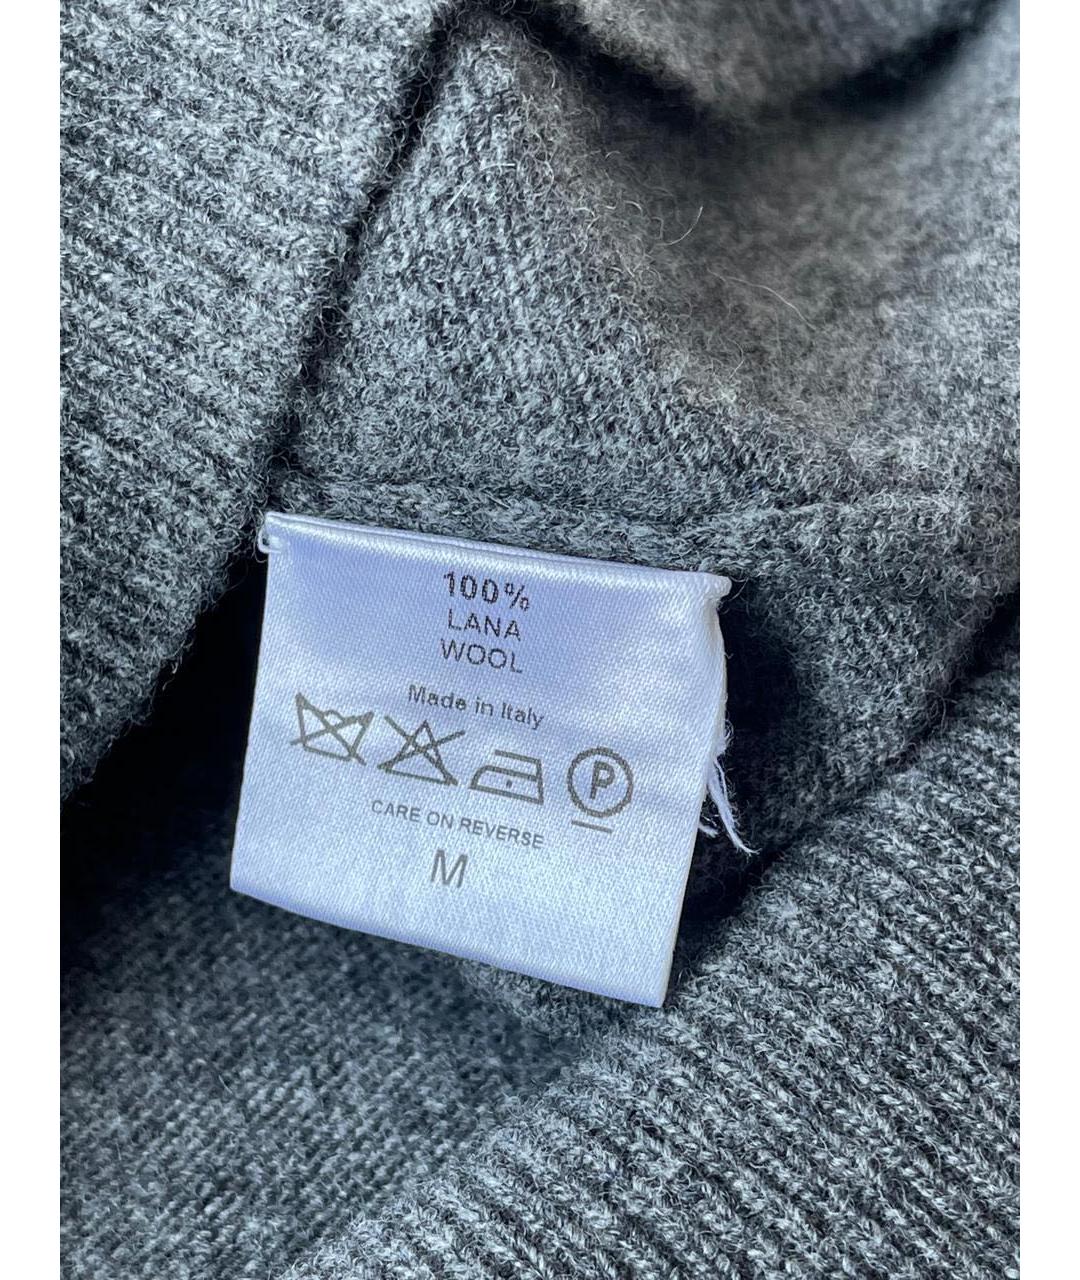 100%
LANA
WOOL
Made in Italy
P
CARE ON REVERSE
M